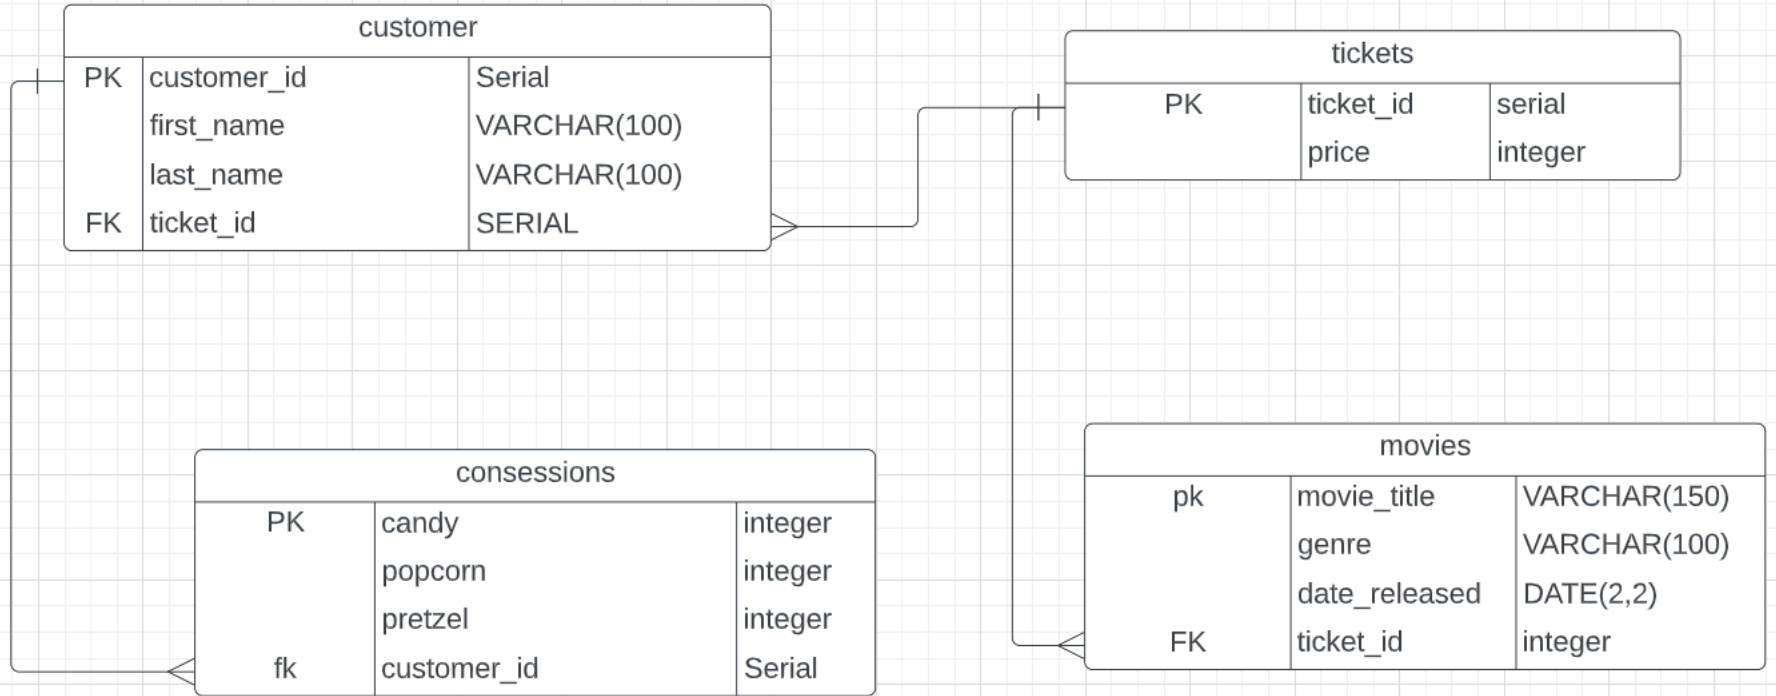 customer
PK customer_id Serial
first_name VARCHAR(100)
last_name VARCHAR(100)
FK ticket_id SERIAL
tickets
PK ticket_id serial
price integer
consessions
PK candy integer
popcorn integer
pretzel integer
fk customer_id Serial
movies
pk movie_title VARCHAR(150)
genre VARCHAR(100)
date_released DATE(2,2)
FK ticket_id integer